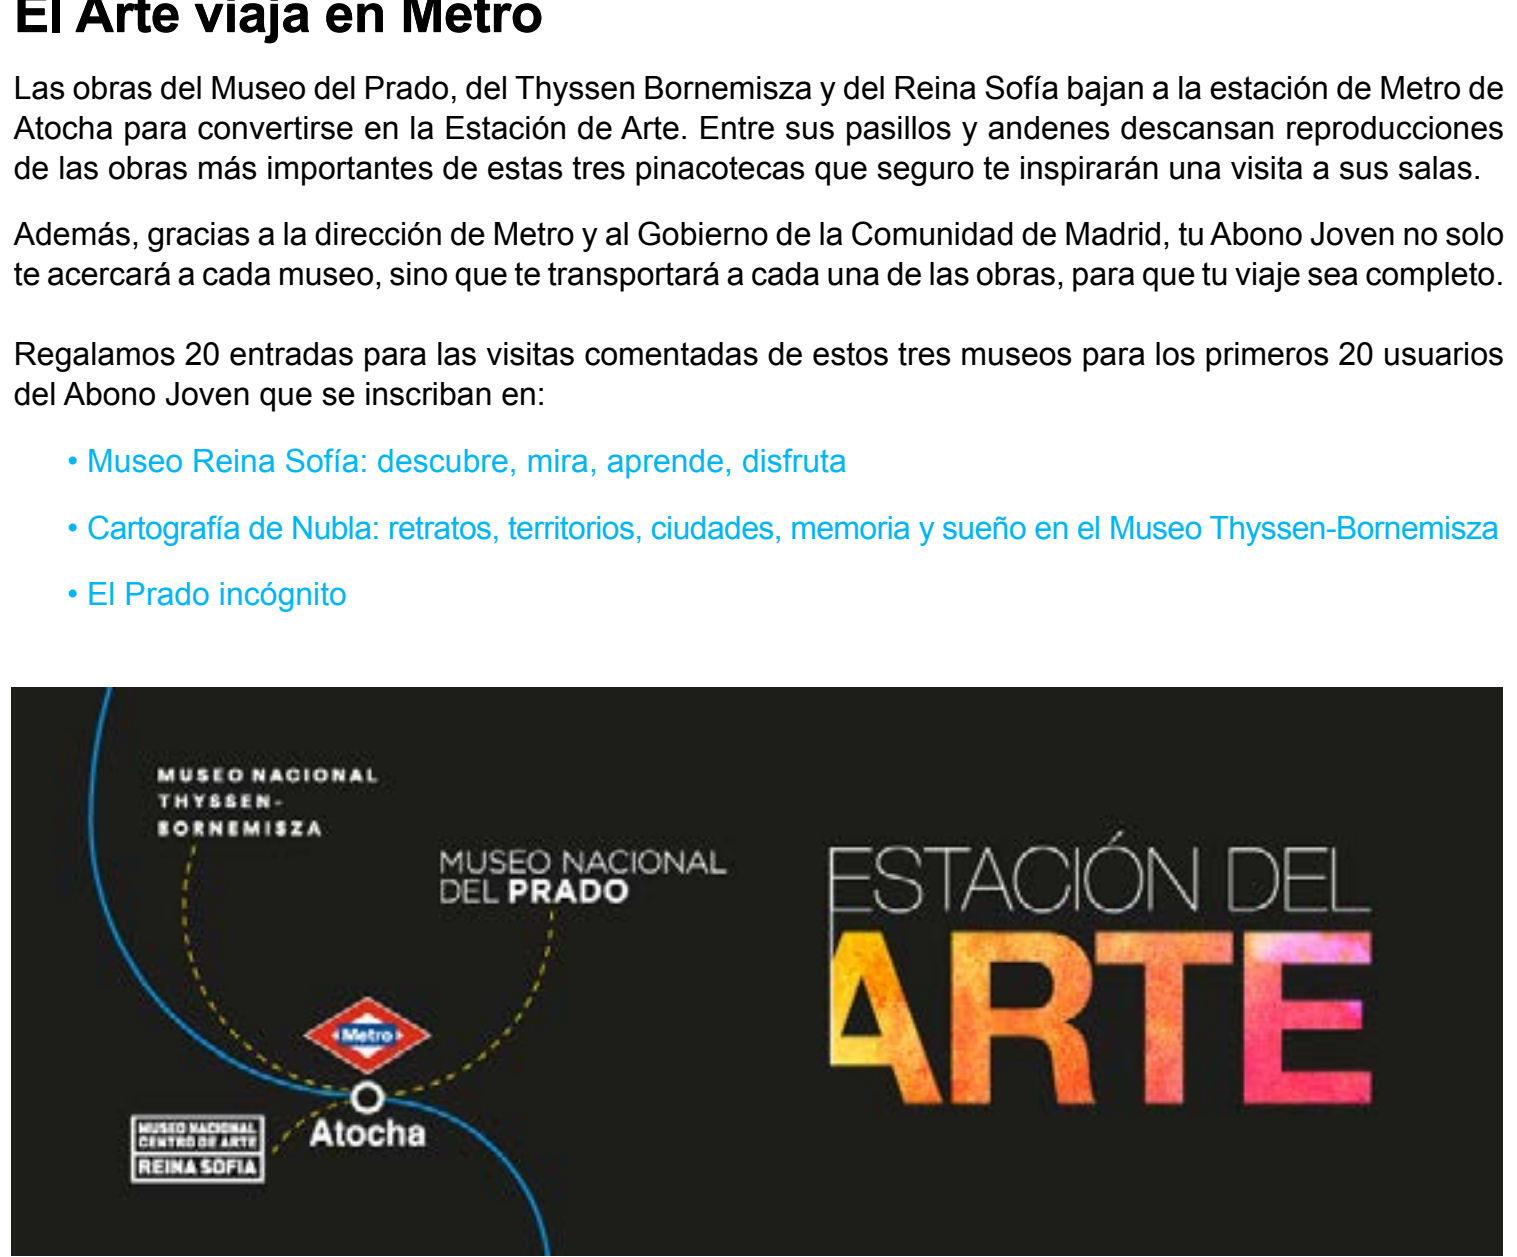 El Arte viaja en Metro
Las obras del Museo del Prado, del Thyssen Bornemisza y del Reina Sofía bajan a la estación de Metro de
Atocha para convertirse en la Estación de Arte. Entre sus pasillos y andenes descansan reproducciones
de las obras más importantes de estas tres pinacotecas que seguro te inspirarán una visita a sus salas.
Además, gracias a la dirección de Metro y al Gobierno de la Comunidad de Madrid, tu Abono Joven no solo
te acercará a cada museo, sino que te transportará a cada una de las obras, para que tu viaje sea completo.
Regalamos 20 entradas para las visitas comentadas de estos tres museos para los primeros 20 usuarios
del Abono Joven que se inscriban en:
• Museo Reina Sofía: descubre, mira, aprende, disfruta
• Cartografía de Nubla: retratos, territorios, ciudades, memoria y sueño en el Museo Thyssen-Bornemisza
• El Prado incógnito
MUSEO NACIONAL
THYSSEN-
BORNEMISZA
MUSEO NACIONAL
DEL PRADO
Metro
Atocha
MUSEO NACIONAL
CENTRO DE ARTE
REINA SOFIA
ESTACIÓN DEL
ARTE